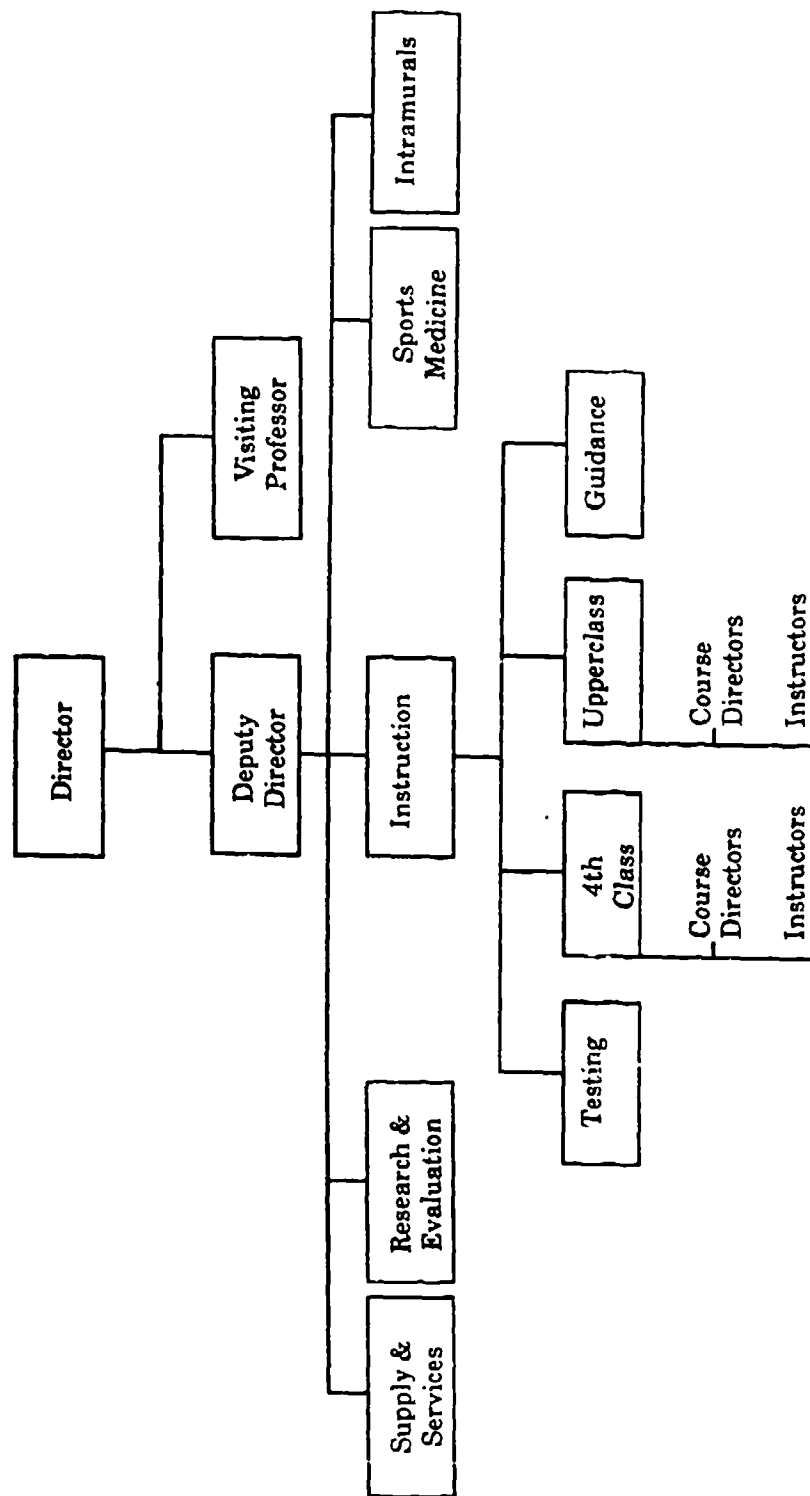 Director
Deputy
Director
Visiting
Professor
Supply &
Services
Research &
Evaluation
Instruction
Sports
Medicine
Intramurals
Testing
4th
Class
Upperclass
Guidance
Course
Directors
Instructors
Course
Directors
Instructors